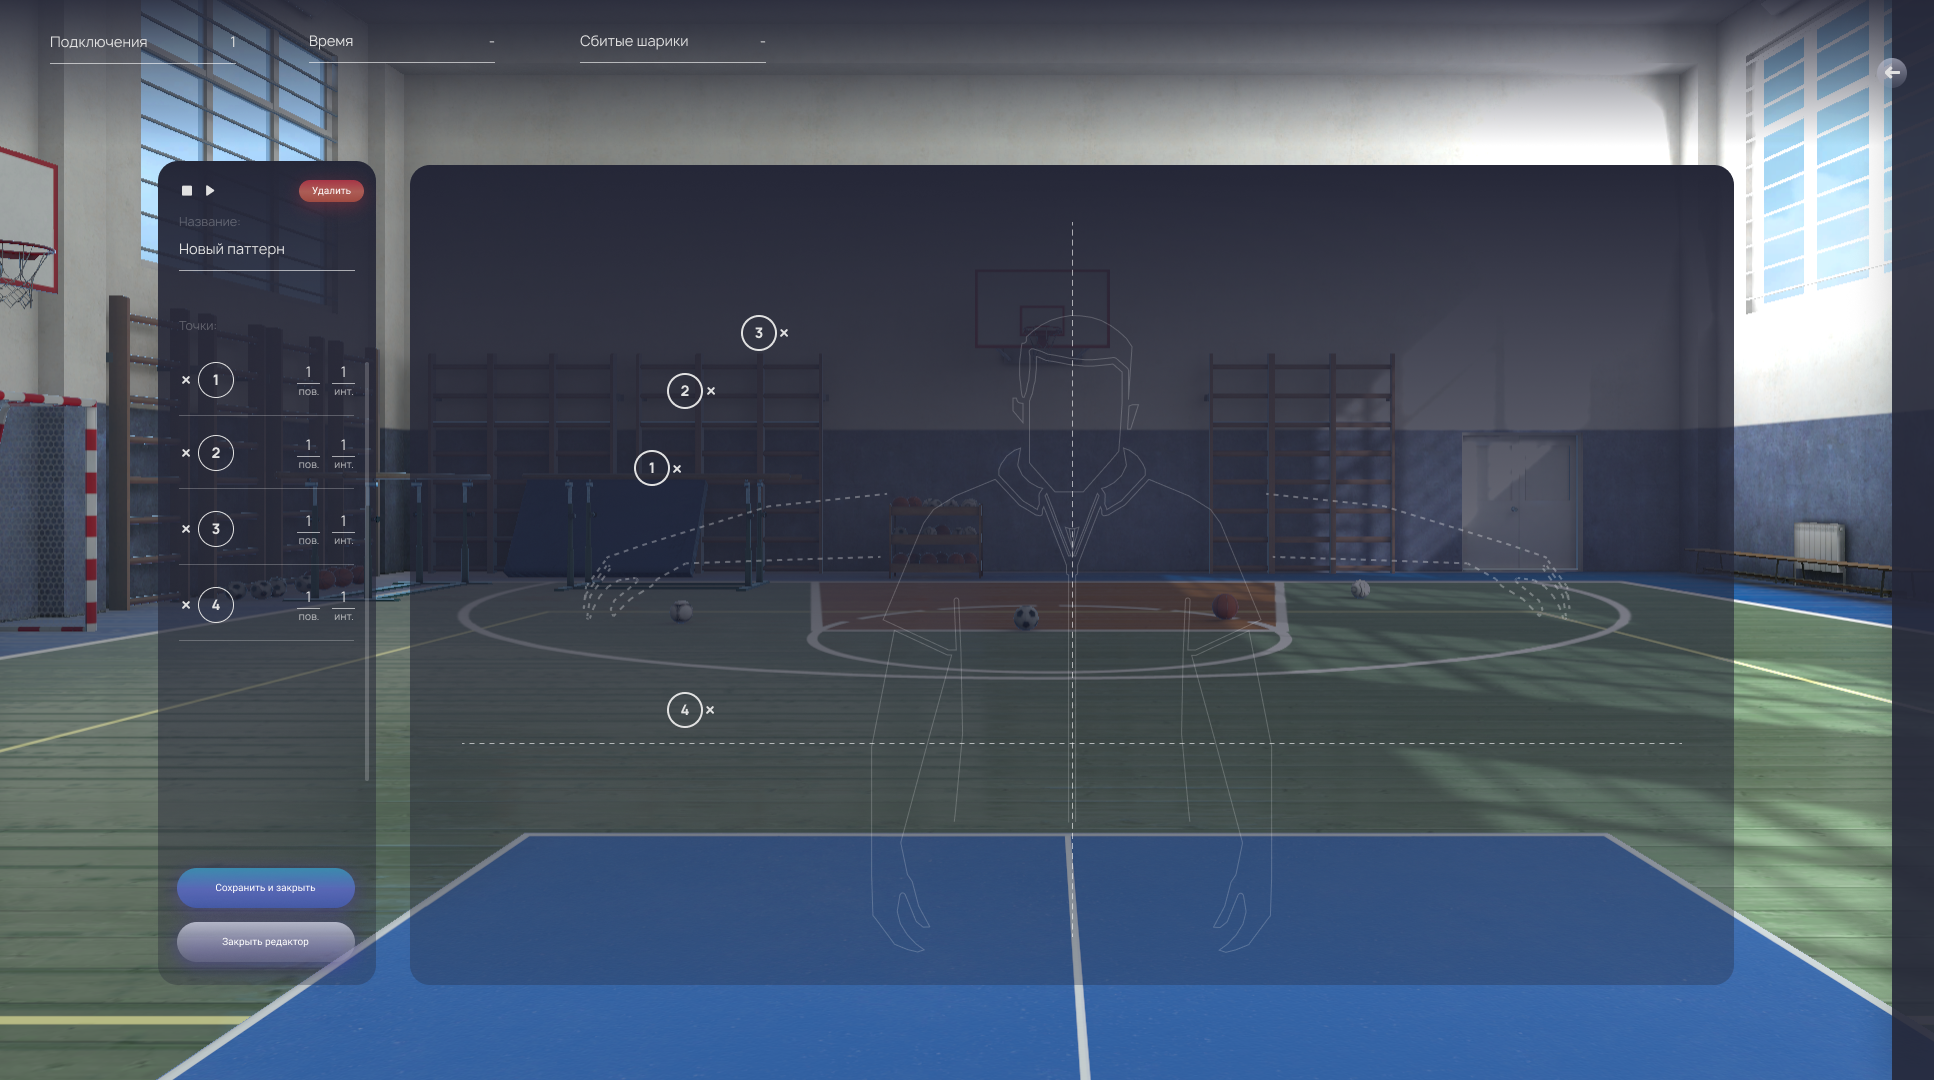 Подключения 1
Время -
Сбитые шарики -
Удалить
Название:
Новый паттерн
Точки:
1
1 пов.
1 инт.
2
1 пов.
1 инт.
3
1 пов.
1 инт.
4
1 пов.
1 инт.
Сохранить и закрыть
Закрыть редактор
3
2
1
4